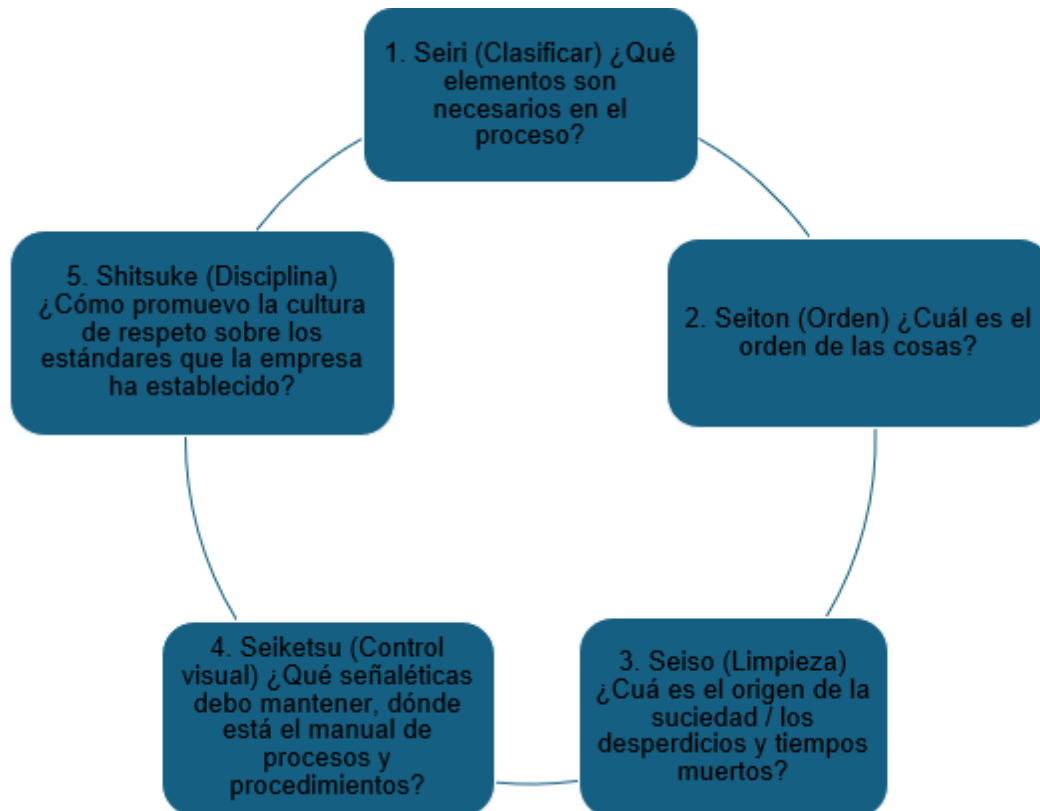 1. Seiri (Clasificar) ¿Qué
elementos son
necesarios en el
proceso?
2. Seiton (Orden) ¿Cuál es el
orden de las cosas?
3. Seiso (Limpieza)
¿Cuá es el origen de la
suciedad / los
desperdicios y tiempos
muertos?
4. Seiketsu (Control
visual) ¿Qué señaléticas
debo mantener, dónde
está el manual de
procesos y
procedimientos?
5. Shitsuke (Disciplina)
¿Cómo promuevo la cultura
de respeto sobre los
estándares que la empresa
ha establecido?